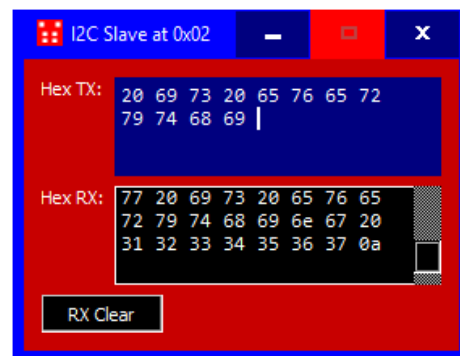 I2C Slave at 0x02
Hex TX:
20 69 73 20 65 76 65 72
79 74 68 69
Hex RX:
77 20 69 73 20 65 76 65
72 79 74 68 69 6e 67 20
31 32 33 34 35 36 37 0a
RX Clear